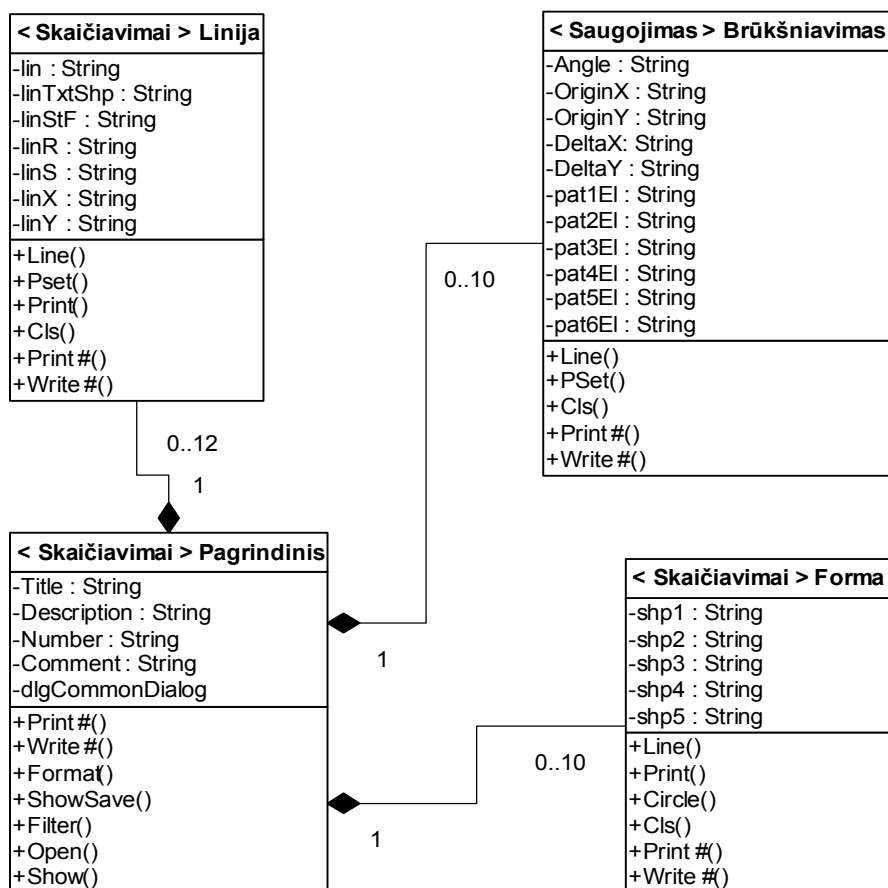 < Skaičiavimai > Linija
-lin : String
-linTxtShp : String
-linStF : String
-linR : String
-linS : String
-linX : String
-linY : String
+Line()
+Pset()
+Print()
+Cls()
+Print #()
+Write #()
0..12
1
< Saugojimas > Brūkšniavimas
-Angle : String
-OriginX : String
-OriginY : String
-DeltaX: String
-DeltaY : String
-pat1El : String
-pat2El : String
-pat3El : String
-pat4El : String
-pat5El : String
-pat6El : String
+Line()
+PSet()
+Cls()
+Print #()
+Write #()
0..10
1
< Skaičiavimai > Pagrindinis
-Title : String
-Description : String
-Number : String
-Comment : String
-dlgCommonDialog
+Print #()
+Write #()
+Format()
+ShowSave()
+Filter()
+Open()
+Show()
0..10
1
< Skaičiavimai > Forma
-shp1 : String
-shp2 : String
-shp3 : String
-shp4 : String
-shp5 : String
+Line()
+Print()
+Circle()
+Cls()
+Print #()
+Write #()